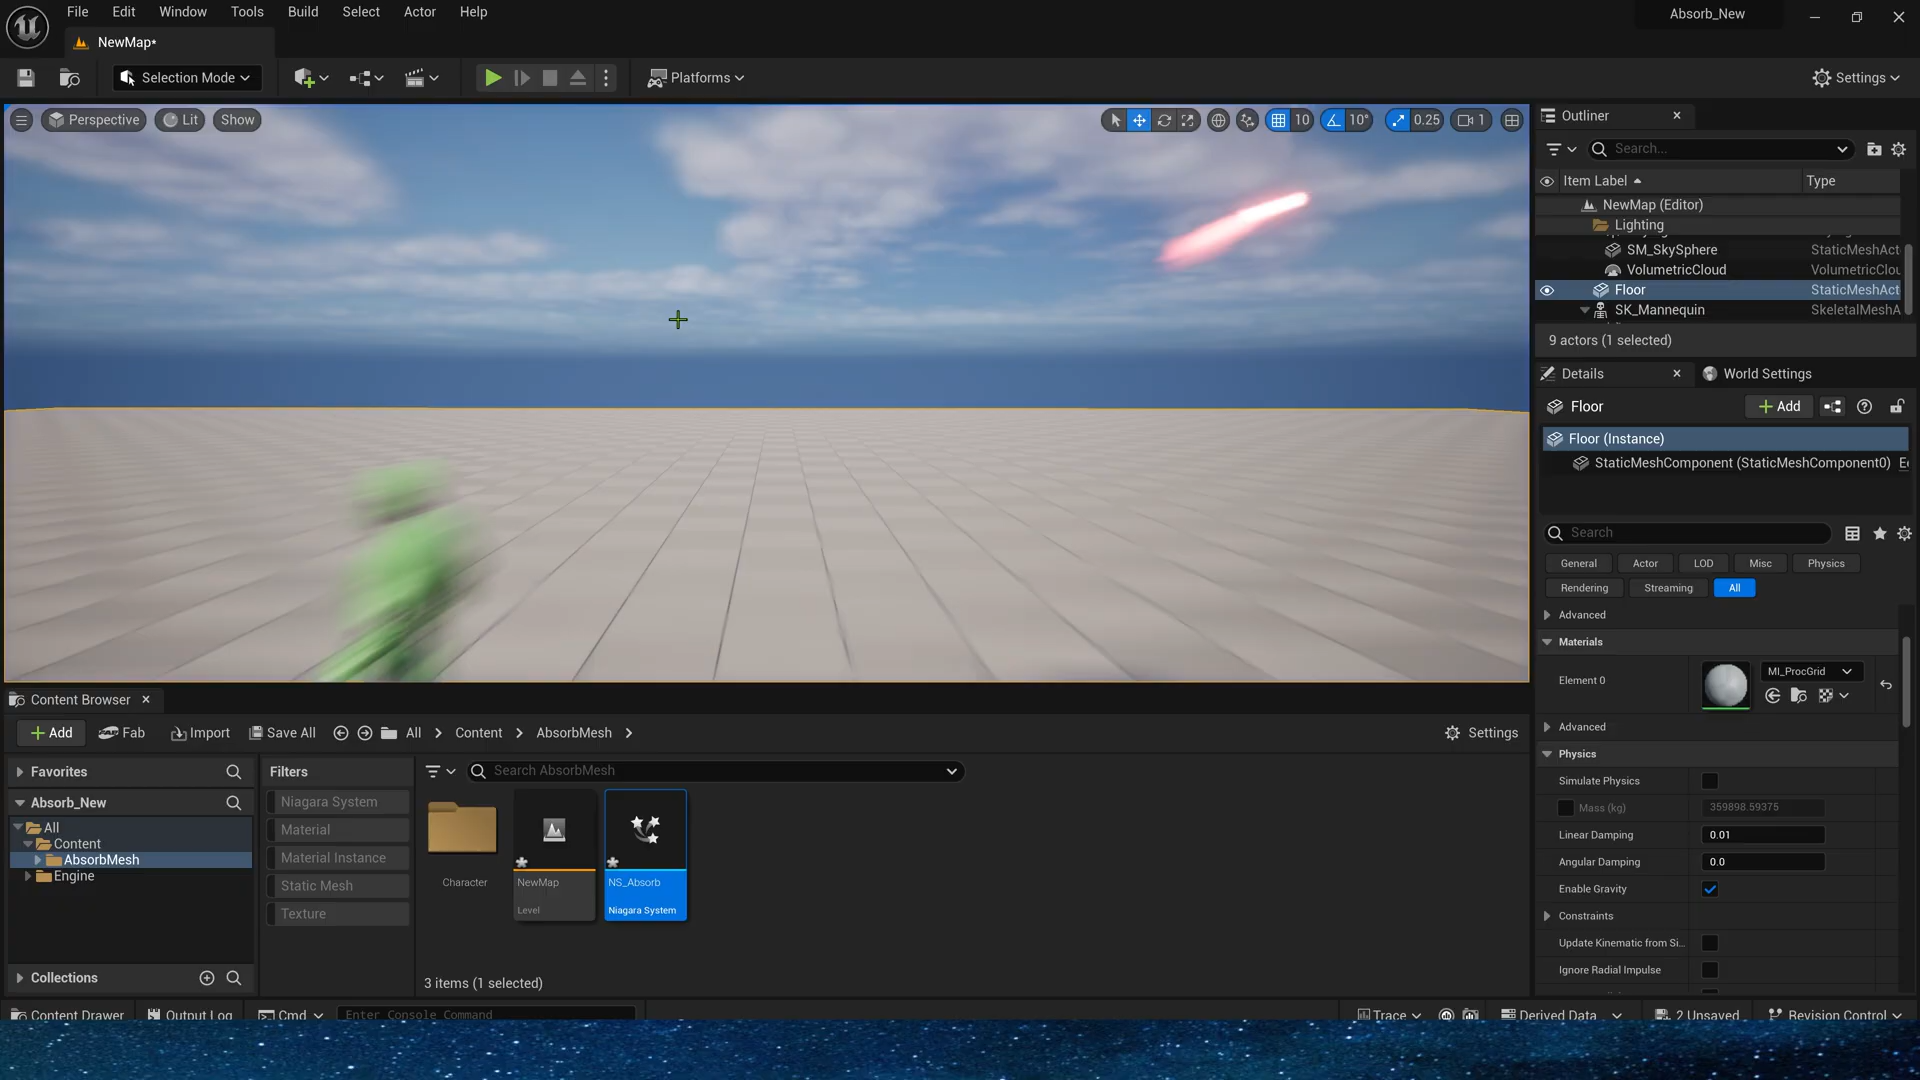 File Edit Window Tools Build Select Actor Help
Absorb_New
NewMap*
Selection Mode
Platforms
Settings
Perspective Lit Show
10 10° 0.25 1
Outliner
Search...
Item Label Type
NewMap (Editor)
Lighting
SM_SkySphere StaticMeshAct
VolumetricCloud VolumetricClou
Floor StaticMeshAct
SK_Mannequin SkeletalMeshA
9 actors (1 selected)
Details World Settings
Floor Add
Floor (Instance)
StaticMeshComponent (StaticMeshComponent0)
Search
General Actor LOD Misc Physics
Rendering Streaming All
Advanced
Materials
Element 0 MI_ProcGrid
Advanced
Physics
Simulate Physics
Mass (kg) 359898.59375
Linear Damping 0.01
Angular Damping 0.0
Enable Gravity
Constraints
Update Kinematic from Si...
Ignore Radial Impulse
Content Browser
Add Fab Import Save All All Content AbsorbMesh Settings
Favorites
Absorb_New
All
Content
AbsorbMesh
Engine
Collections
Filters
Niagara System
Material
Material Instance
Static Mesh
Texture
Search AbsorbMesh
Character
NewMap
Level
NS_Absorb
Niagara System
3 items (1 selected)
Content Drawer Output Log Cmd Enter Console Command Trace Derived Data 2 Unsaved Revision Control